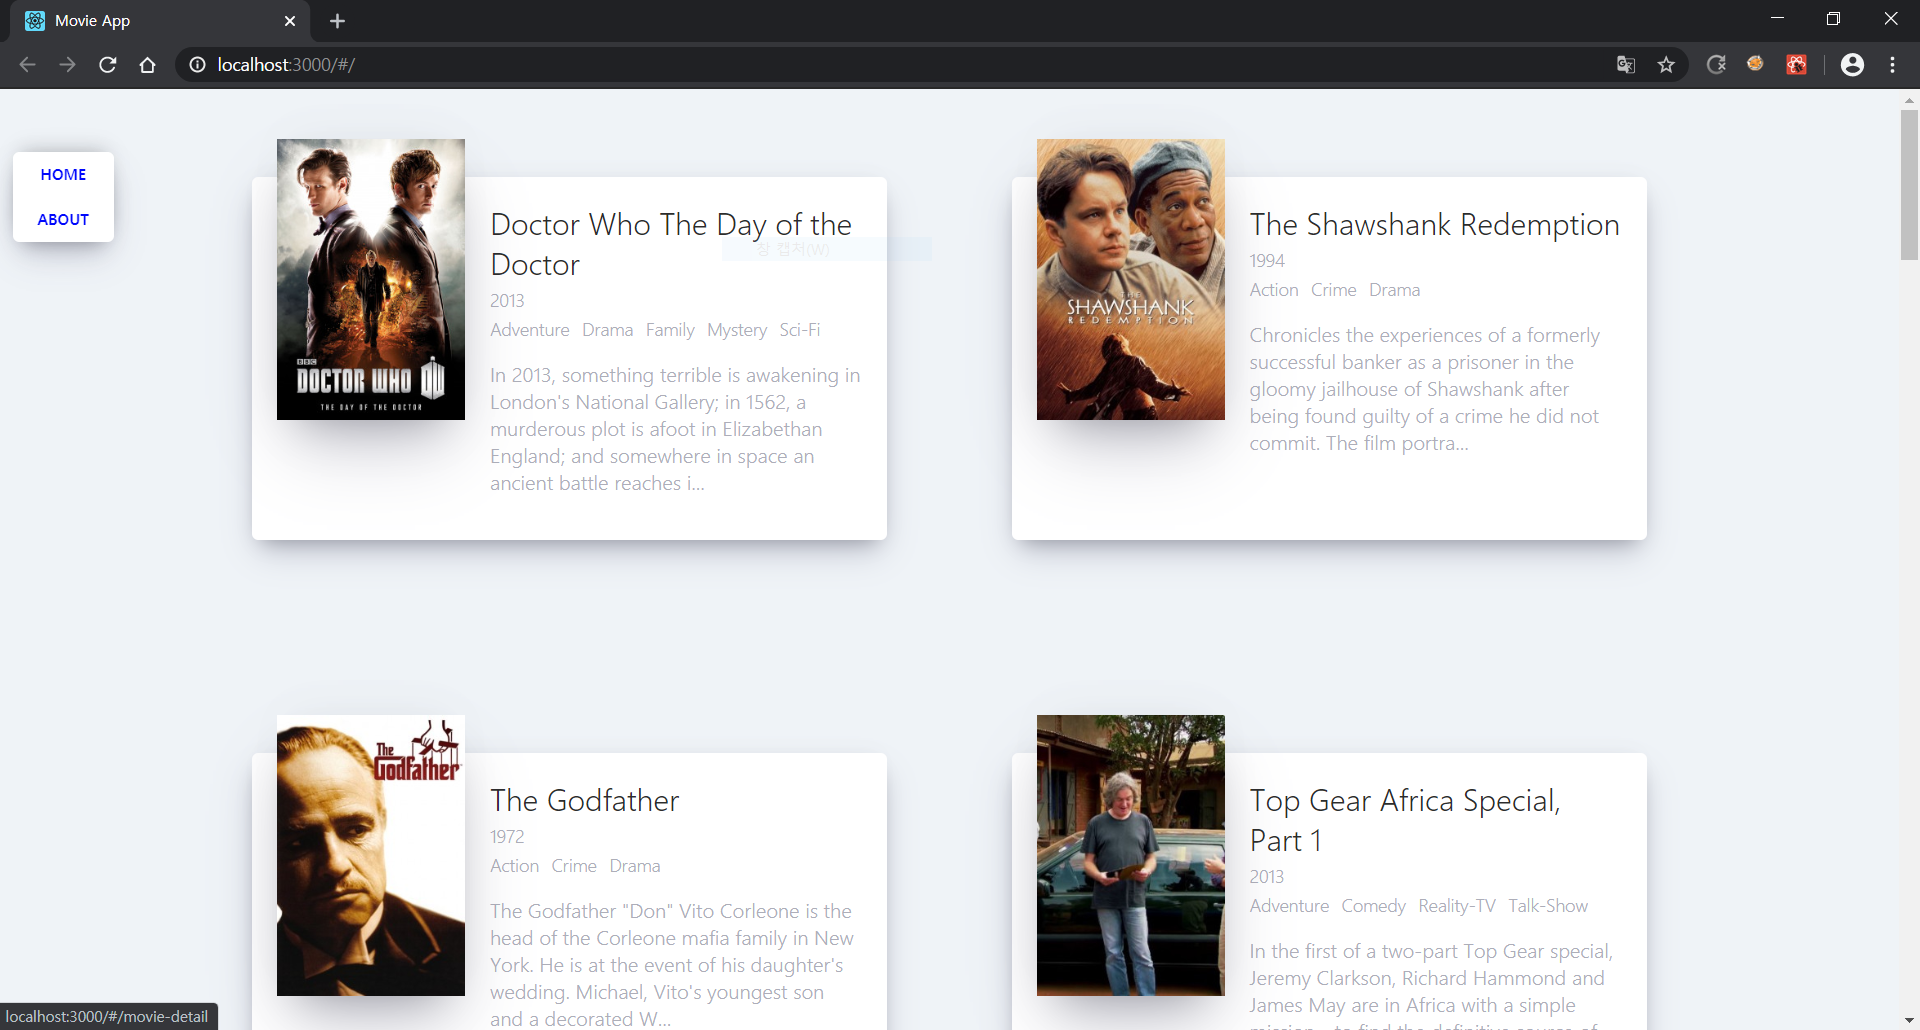 Movie App
localhost:3000/#/
HOME
ABOUT
BBC
DOCTOR WHO DW
THE DAY OF THE DOCTOR
Doctor Who The Day of the
Doctor
2013
Adventure Drama Family Mystery Sci-Fi
In 2013, something terrible is awakening in
London's National Gallery; in 1562, a
murderous plot is afoot in Elizabethan
England; and somewhere in space an
ancient battle reaches i...
창 캡처(W)
THE
SHAWSHANK
REDEMPTION
The Shawshank Redemption
1994
Action Crime Drama
Chronicles the experiences of a formerly
successful banker as a prisoner in the
gloomy jailhouse of Shawshank after
being found guilty of a crime he did not
commit. The film portra...
The
Godfather
The Godfather
1972
Action Crime Drama
The Godfather "Don" Vito Corleone is the
head of the Corleone mafia family in New
York. He is at the event of his daughter's
wedding. Michael, Vito's youngest son
and a decorated W...
Top Gear Africa Special,
Part 1
2013
Adventure Comedy Reality-TV Talk-Show
In the first of a two-part Top Gear special,
Jeremy Clarkson, Richard Hammond and
James May are in Africa with a simple
mission - to find the definitive source of
localhost:3000/#/movie-detail